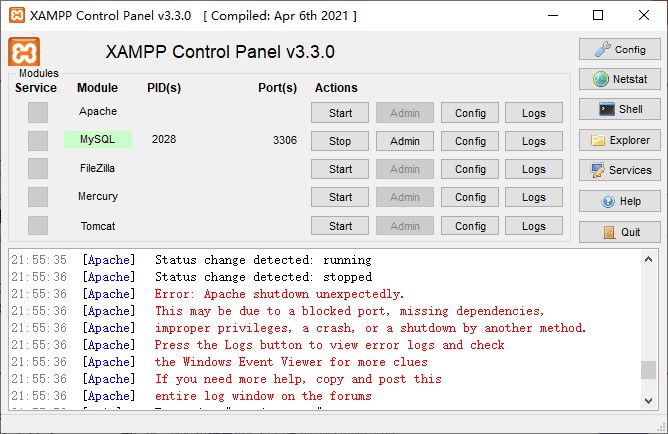 XAMPP Control Panel v3.3.0 [ Compiled: Apr 6th 2021 ]
XAMPP Control Panel v3.3.0
Config
Modules
Service Module PID(s) Port(s) Actions
Netstat
Apache Start Admin Config Logs
Shell
MySQL 2028 3306 Stop Admin Config Logs
Explorer
FileZilla Start Admin Config Logs
Services
Mercury Start Admin Config Logs
Help
Tomcat Start Admin Config Logs
Quit
21:55:35 [Apache] Status change detected: running
21:55:36 [Apache] Status change detected: stopped
21:55:36 [Apache] Error: Apache shutdown unexpectedly.
21:55:36 [Apache] This may be due to a blocked port, missing dependencies,
21:55:36 [Apache] improper privileges, a crash, or a shutdown by another method.
21:55:36 [Apache] Press the Logs button to view error logs and check
21:55:36 [Apache] the Windows Event Viewer for more clues
21:55:36 [Apache] If you need more help, copy and post this
21:55:36 [Apache] entire log window on the forums